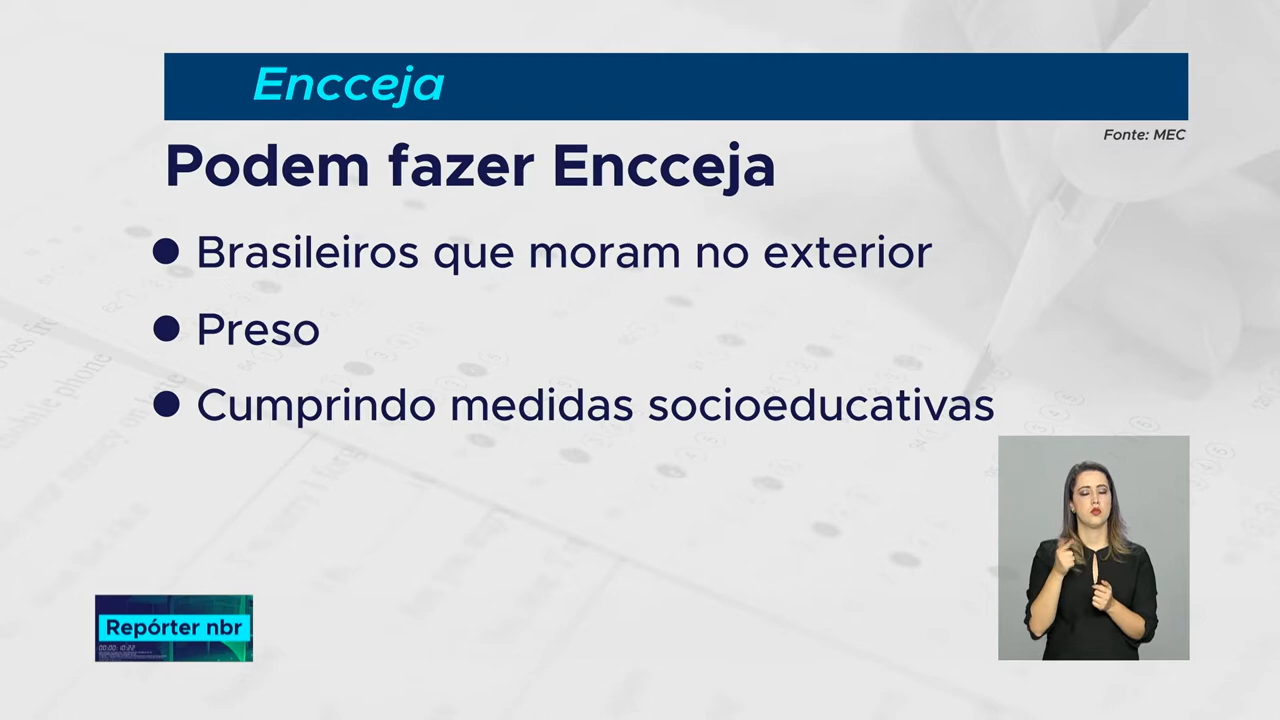 Encceja
Fonte: MEC
Podem fazer Encceja
Brasileiros que moram no exterior
Preso
Cumprindo medidas socioeducativas
Repórter nbr